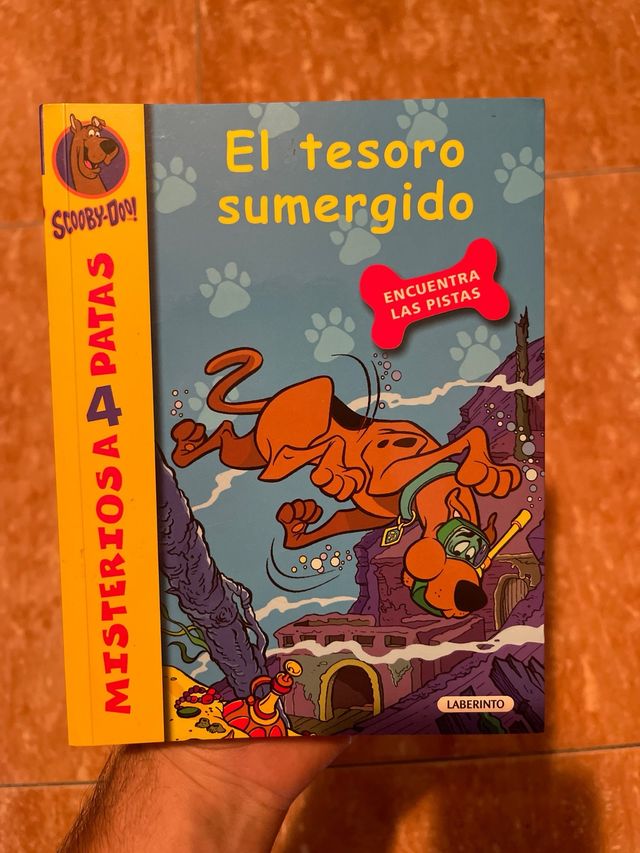 SCOOBY-DOO!
MISTERIOS A 4 PATAS
El tesoro
sumergido
ENCUENTRA
LAS PISTAS
LABERINTO